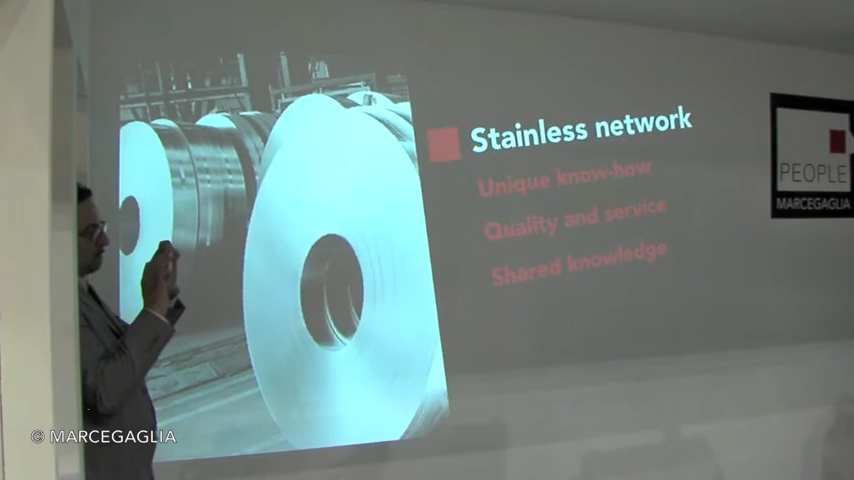 Stainless network
Unique know-how
Quality and service
Shared knowledge
PEOPLE
MARCEGAGLIA
© MARCEGAGLIA